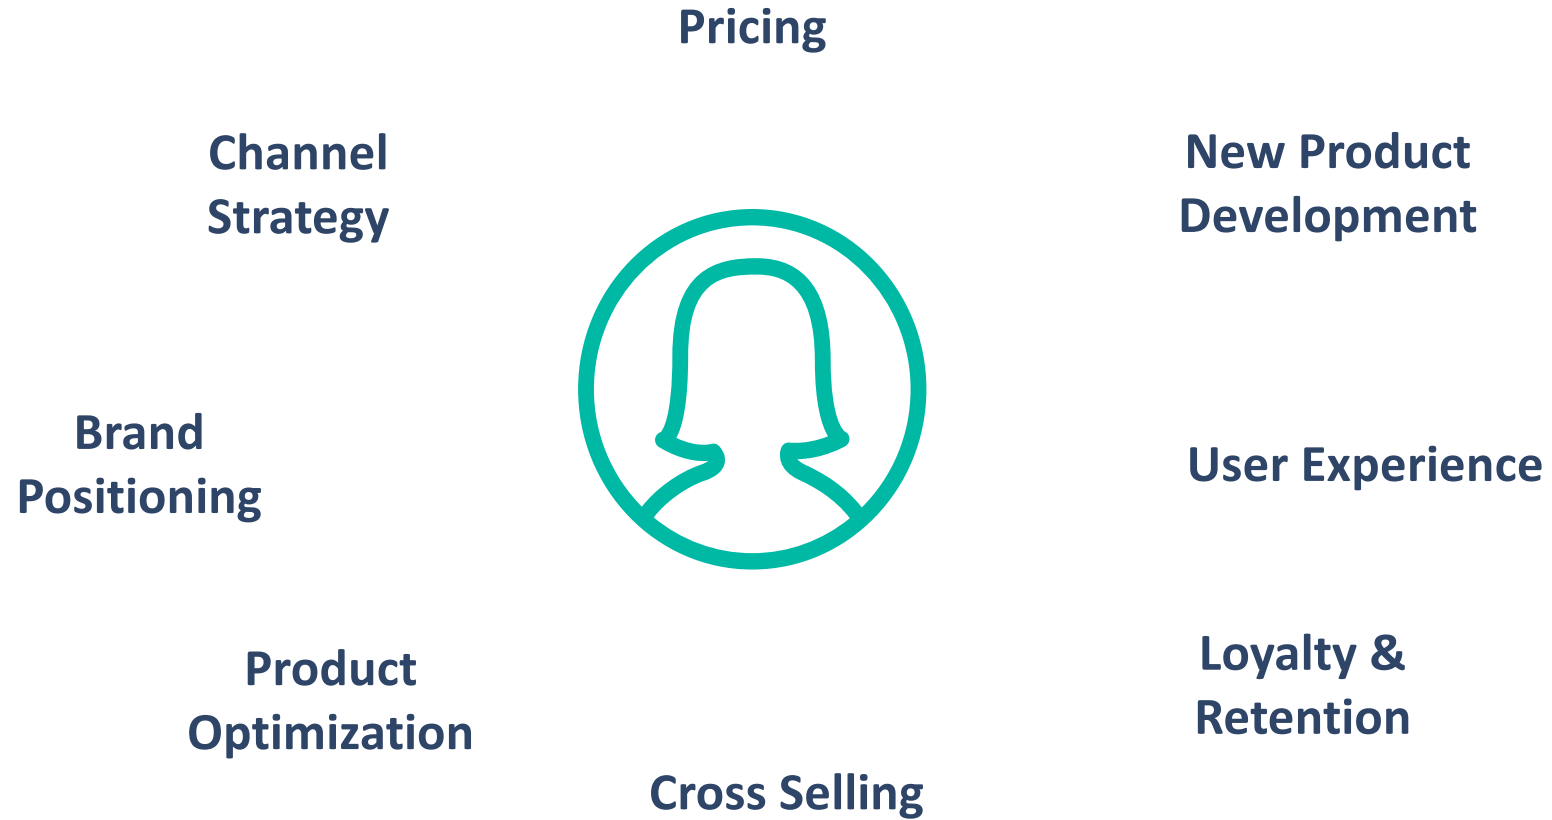 Pricing
Channel
Strategy
New Product
Development
Brand
Positioning
User Experience
Product
Optimization
Loyalty &
Retention
Cross Selling